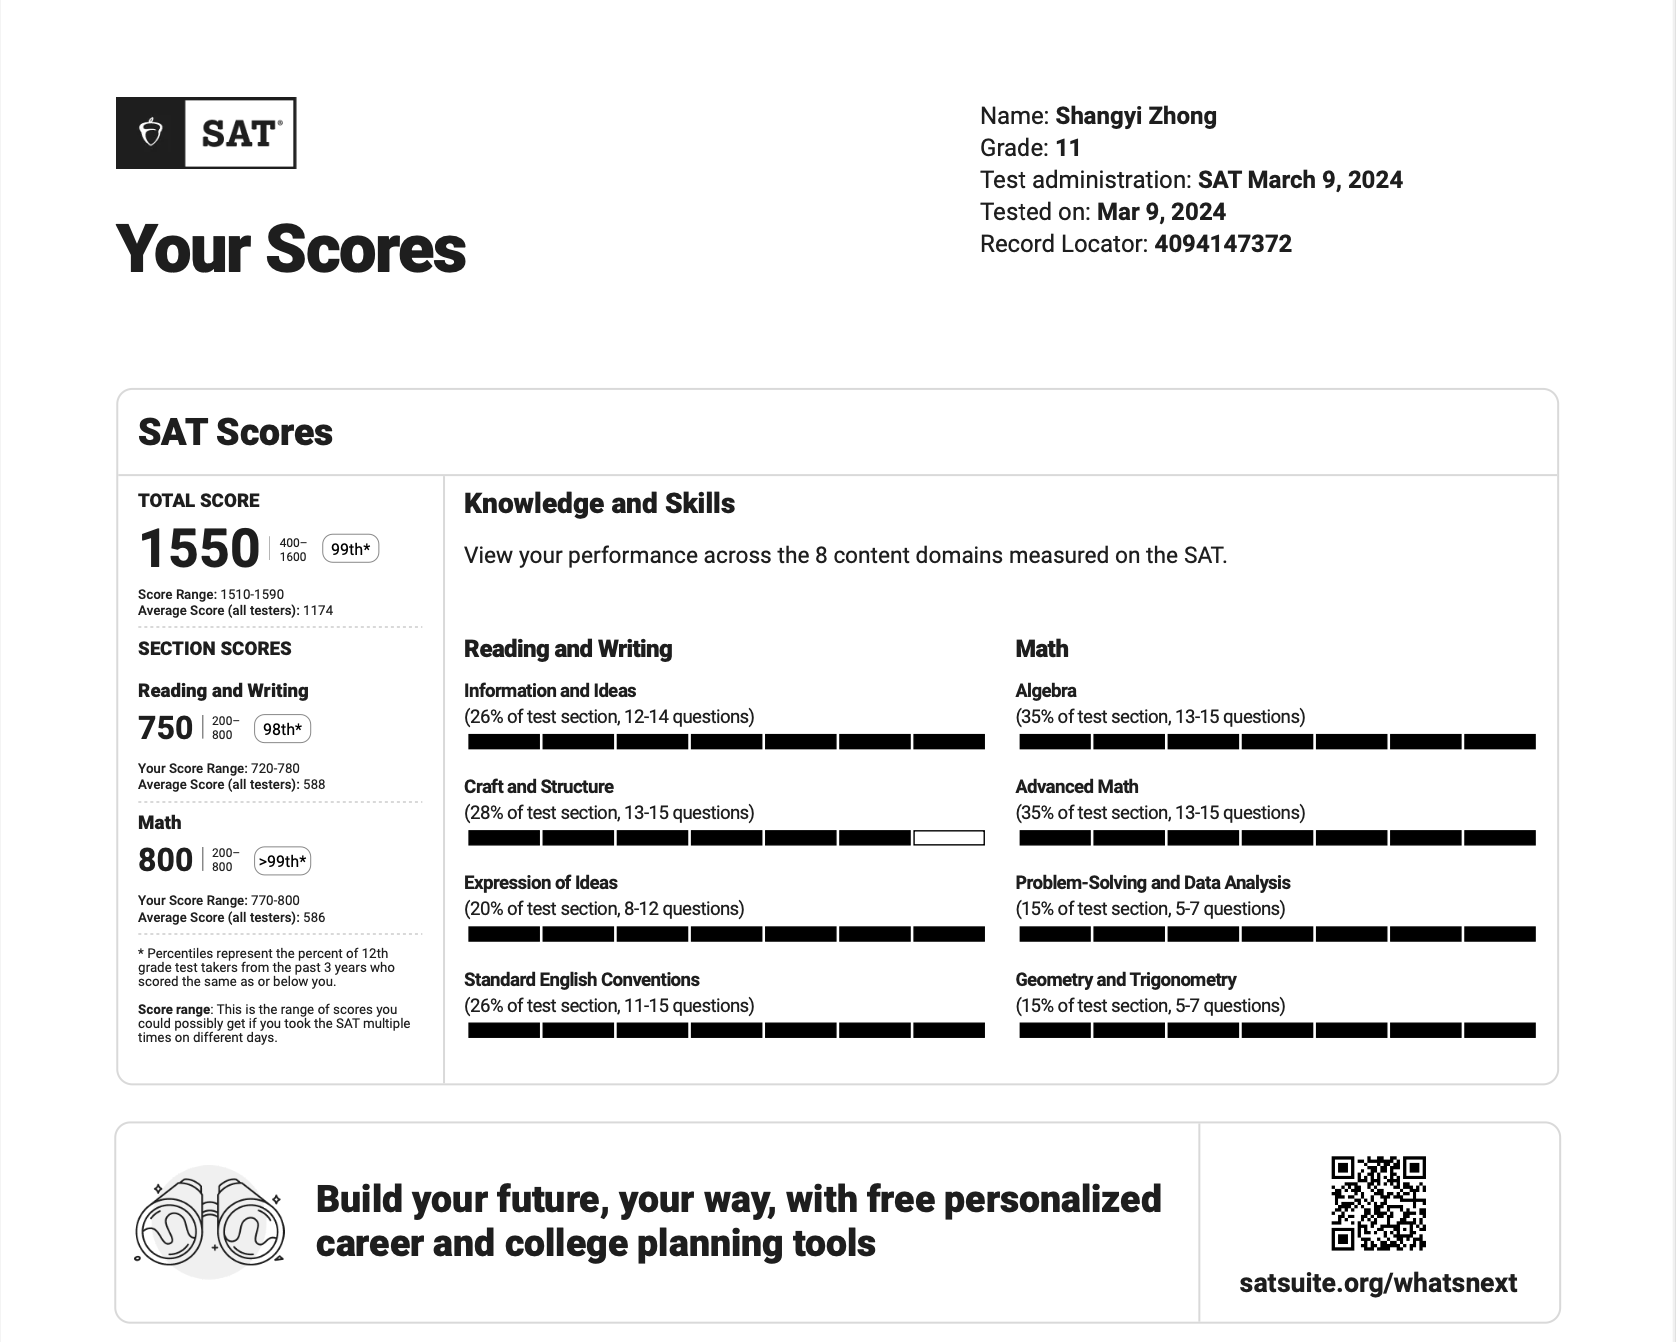 SAT®
Name: Shangyi Zhong
Grade: 11
Test administration: SAT March 9, 2024
Tested on: Mar 9, 2024
Record Locator: 4094147372
Your Scores
SAT Scores
TOTAL SCORE
1550
400–
1600
99th*
Score Range: 1510-1590
Average Score (all testers): 1174
SECTION SCORES
Reading and Writing
750
200–
800
98th*
Your Score Range: 720-780
Average Score (all testers): 588
Math
800
200–
800
>99th*
Your Score Range: 770-800
Average Score (all testers): 586
* Percentiles represent the percent of 12th
grade test takers from the past 3 years who
scored the same as or below you.
Score range: This is the range of scores you
could possibly get if you took the SAT multiple
times on different days.
Knowledge and Skills
View your performance across the 8 content domains measured on the SAT.
Reading and Writing
Information and Ideas
(26% of test section, 12-14 questions)
Craft and Structure
(28% of test section, 13-15 questions)
Expression of Ideas
(20% of test section, 8-12 questions)
Standard English Conventions
(26% of test section, 11-15 questions)
Math
Algebra
(35% of test section, 13-15 questions)
Advanced Math
(35% of test section, 13-15 questions)
Problem-Solving and Data Analysis
(15% of test section, 5-7 questions)
Geometry and Trigonometry
(15% of test section, 5-7 questions)
Build your future, your way, with free personalized
career and college planning tools
satsuite.org/whatsnext